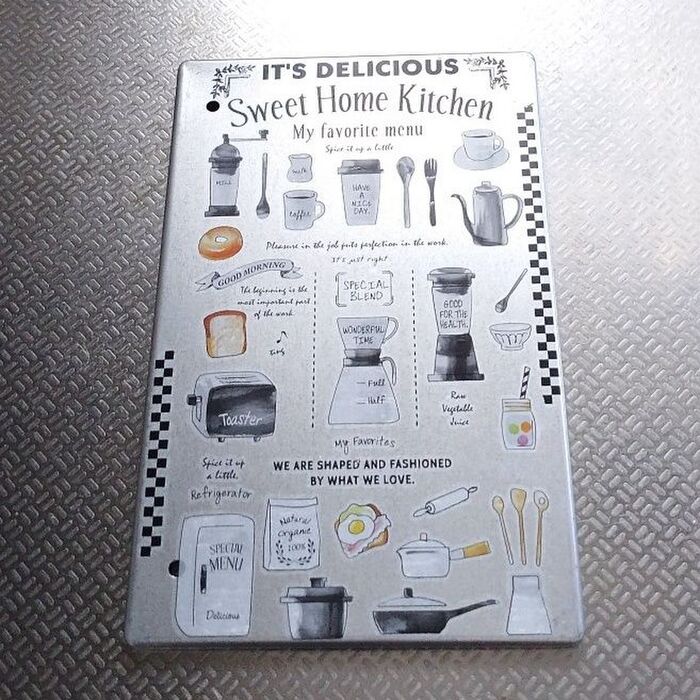 IT'S DELICIOUS
Sweet Home Kitchen
My favorite menu
Spice it up a little
MILL
milk
coffee
HAVE
A
NICE
DAY.
Pleasure in the job puts perfection in the work.
It's just right
GOOD MORNING
The beginning is the
most important part
of the work.
SPECIAL
BLEND
WONDERFUL
TIME
Full
Half
My Favorites
GOOD
FOR THE
HEALTH.
Raw
Vegetable
Juice
ting
Toaster
Spice it up
a little.
WE ARE SHAPED AND FASHIONED
BY WHAT WE LOVE.
Refrigerator
SPECIAL
MENU
Delicious
Natural
Organic
100%